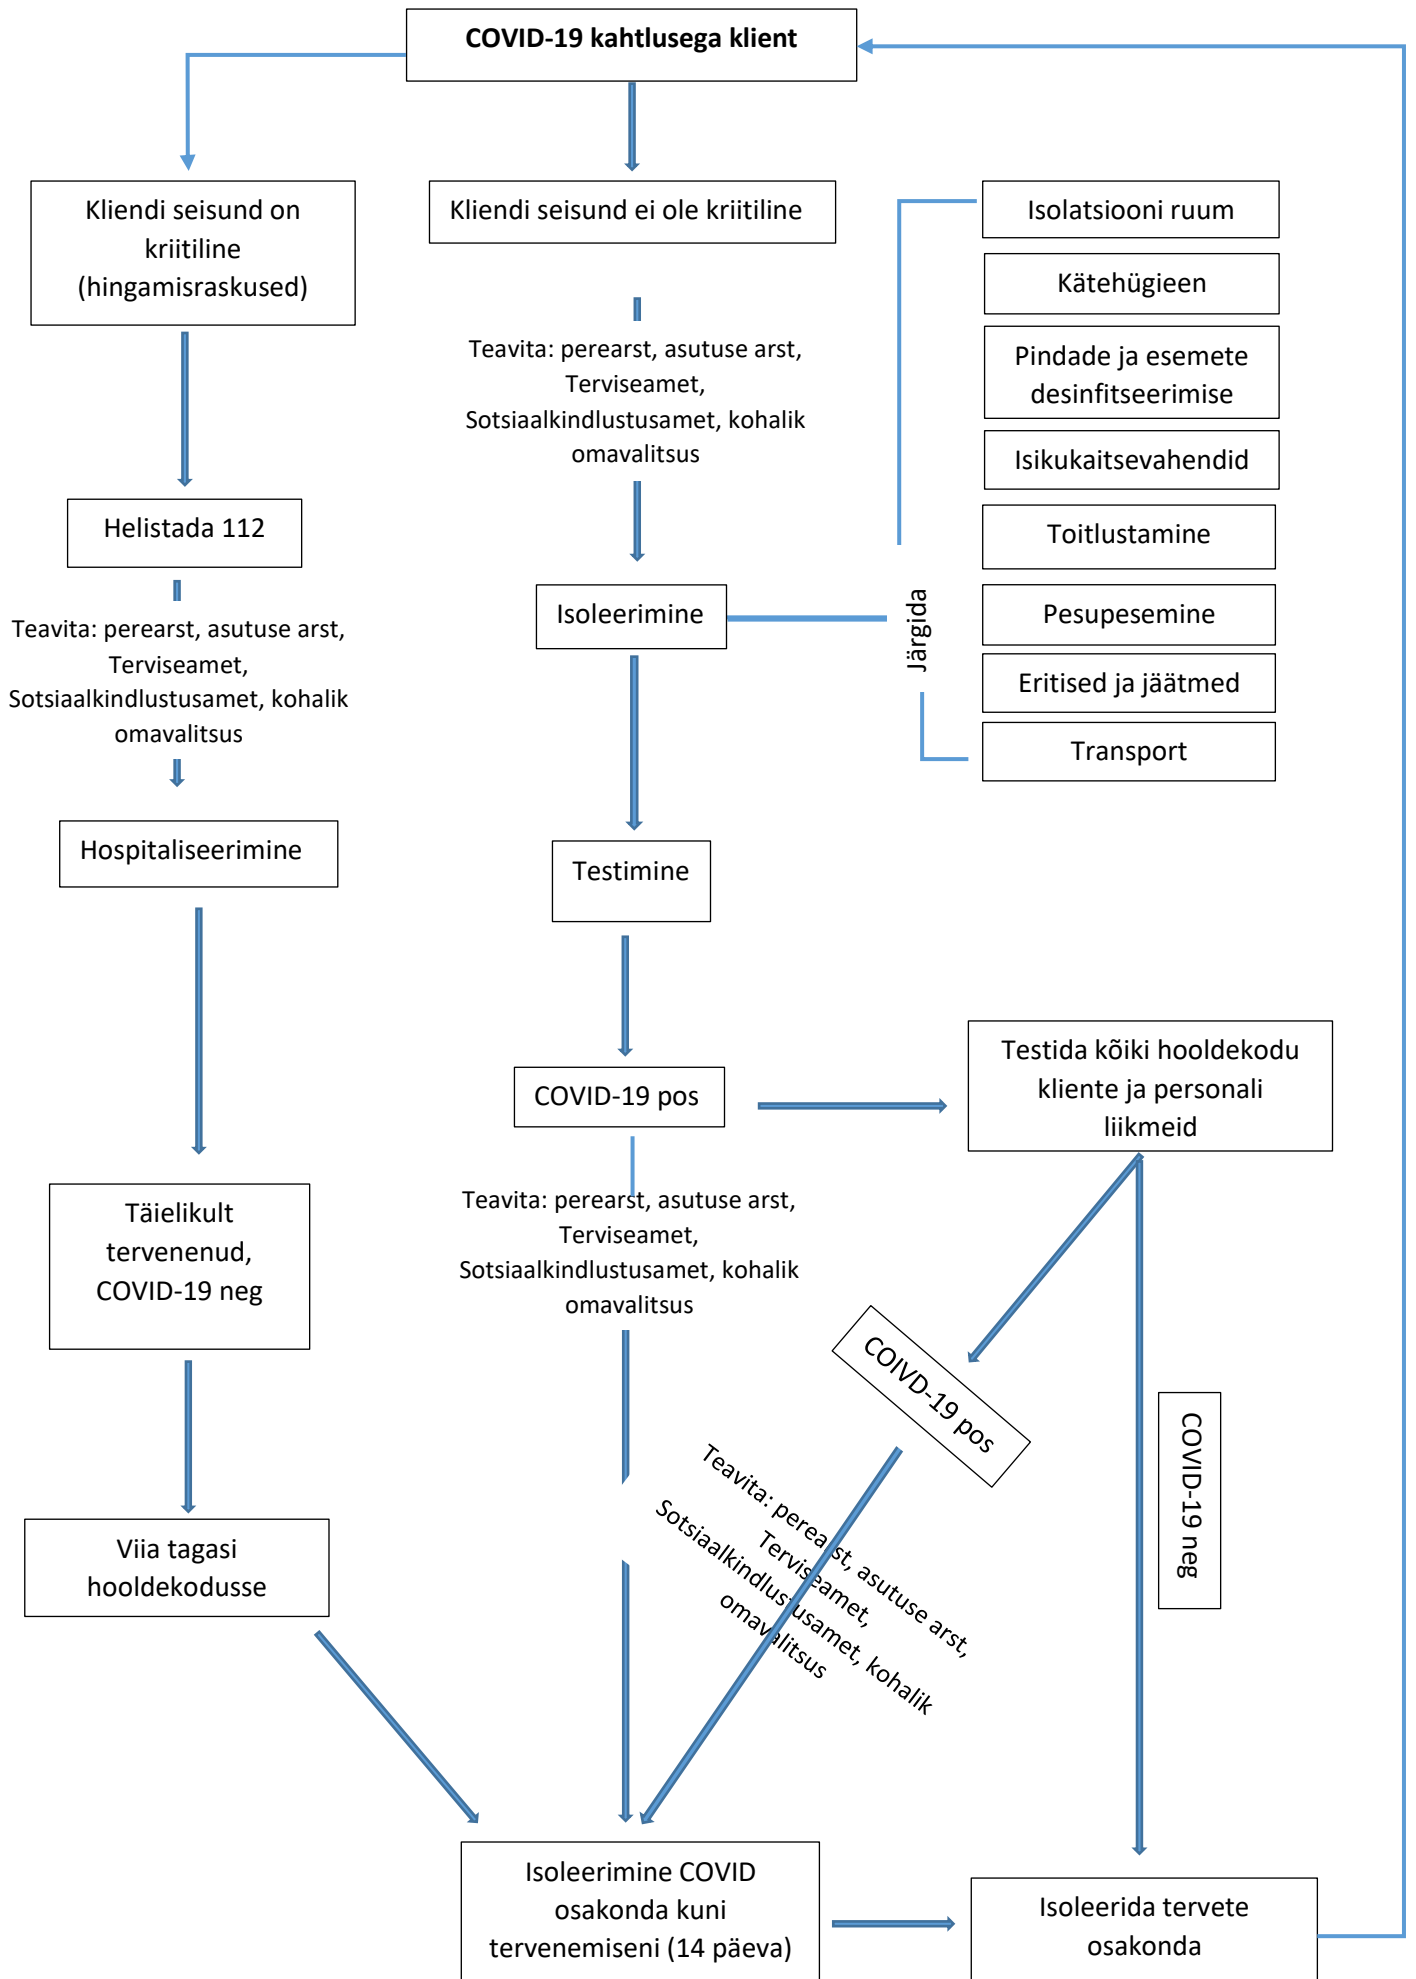 COVID-19 kahtlusega klient
Kliendi seisund on
kriitiline
(hingamisraskused)
Helistada 112
Teavita: perearst, asutuse arst,
Terviseamet,
Sotsiaalkindlustusamet, kohalik
omavalitsus
Hospitaliseerimine
Täielikult
tervenenud,
COVID-19 neg
Viia tagasi
hooldekodusse
Kliendi seisund ei ole kriitiline
Teavita: perearst, asutuse arst,
Terviseamet,
Sotsiaalkindlustusamet, kohalik
omavalitsus
Isoleerimine
Järgida
Isolatsiooni ruum
Kätehügieen
Pindade ja esemete
desinfitseerimise
Isikukaitsevahendid
Toitlustamine
Pesupesemine
Eritised ja jäätmed
Transport
Testimine
COVID-19 pos
Teavita: perearst, asutuse arst,
Terviseamet,
Sotsiaalkindlustusamet, kohalik
omavalitsus
Testida kõiki hooldekodu
kliente ja personali
liikmeid
COIVD-19 pos
Teavita: perearst, asutuse arst,
Terviseamet,
Sotsiaalkindlustusamet, kohalik
omavalitsus
COVID-19 neg
Isoleerimine COVID
osakonda kuni
tervenemiseni (14 päeva)
Isoleerida tervete
osakonda